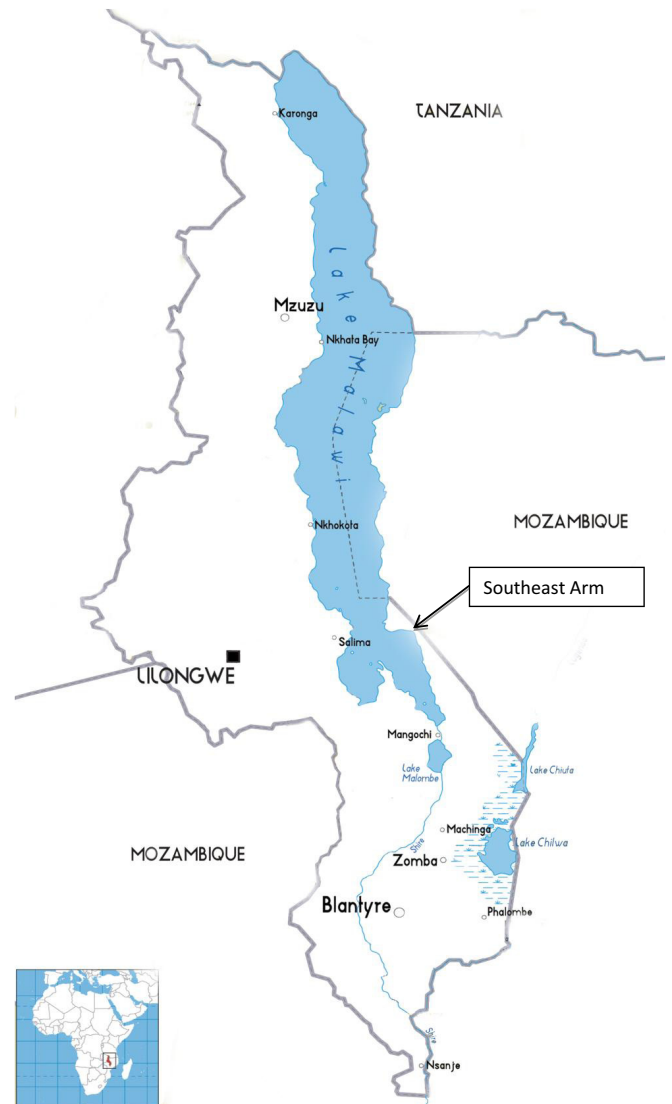 Karonga
TANZANIA
Lake Malawi
Mzuzu
Nkhata Bay
Nkhokota
MOZAMBIQUE
Southeast Arm
Salima
LILONGWE
Mangochi
Lake
Malombe
Lake Chiuta
Machinga
Shire
Lake Chilwa
MOZAMBIQUE
Zomba
Blantyre
Phalombe
Shire
Nsanje